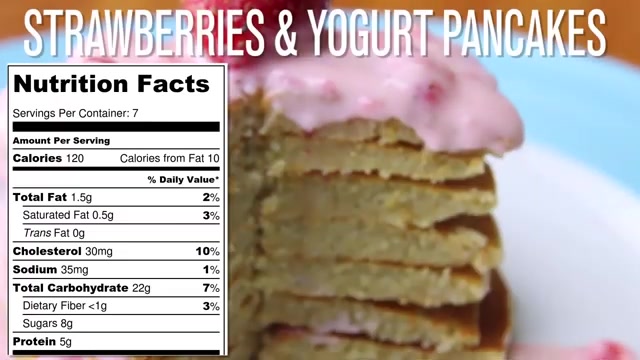 STRAWBERRIES & YOGURT PANCAKES
Nutrition Facts
Servings Per Container: 7
Amount Per Serving
Calories 120 Calories from Fat 10
% Daily Value*
Total Fat 1.5g 2%
Saturated Fat 0.5g 3%
Trans Fat 0g
Cholesterol 30mg 10%
Sodium 35mg 1%
Total Carbohydrate 22g 7%
Dietary Fiber <1g 3%
Sugars 8g
Protein 5g